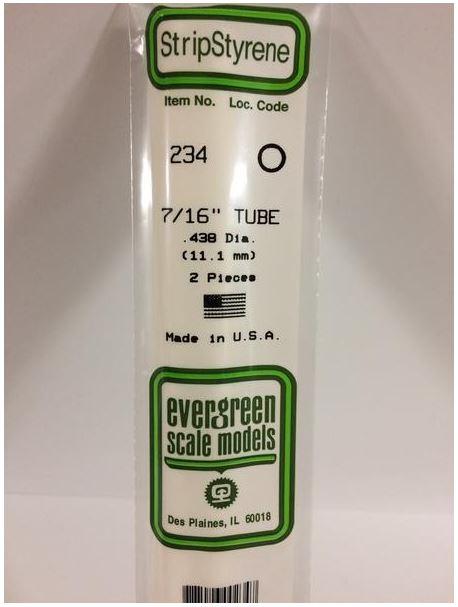 StripStyrene
Item No. Loc. Code
234
7/16" TUBE
.438 Dia.
(11.1 mm)
2 Pieces
Made in U.S.A.
evergreen
scale models
Des Plaines, IL 60018